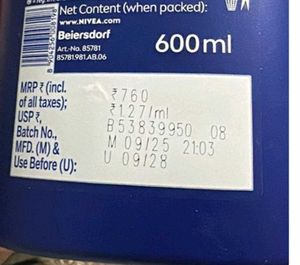 Net Content (when packed):
www.NIVEA.com
Beiersdorf
600ml
Art.-No. 85781
85781.981.AB.06
MRP ₹ (incl. of all taxes);
₹760
USP ₹,
₹1.27/ml
Batch No.,
B53839950 08
MFD. (M) &
M 09/25 21:03
Use Before (U):
U 09/28